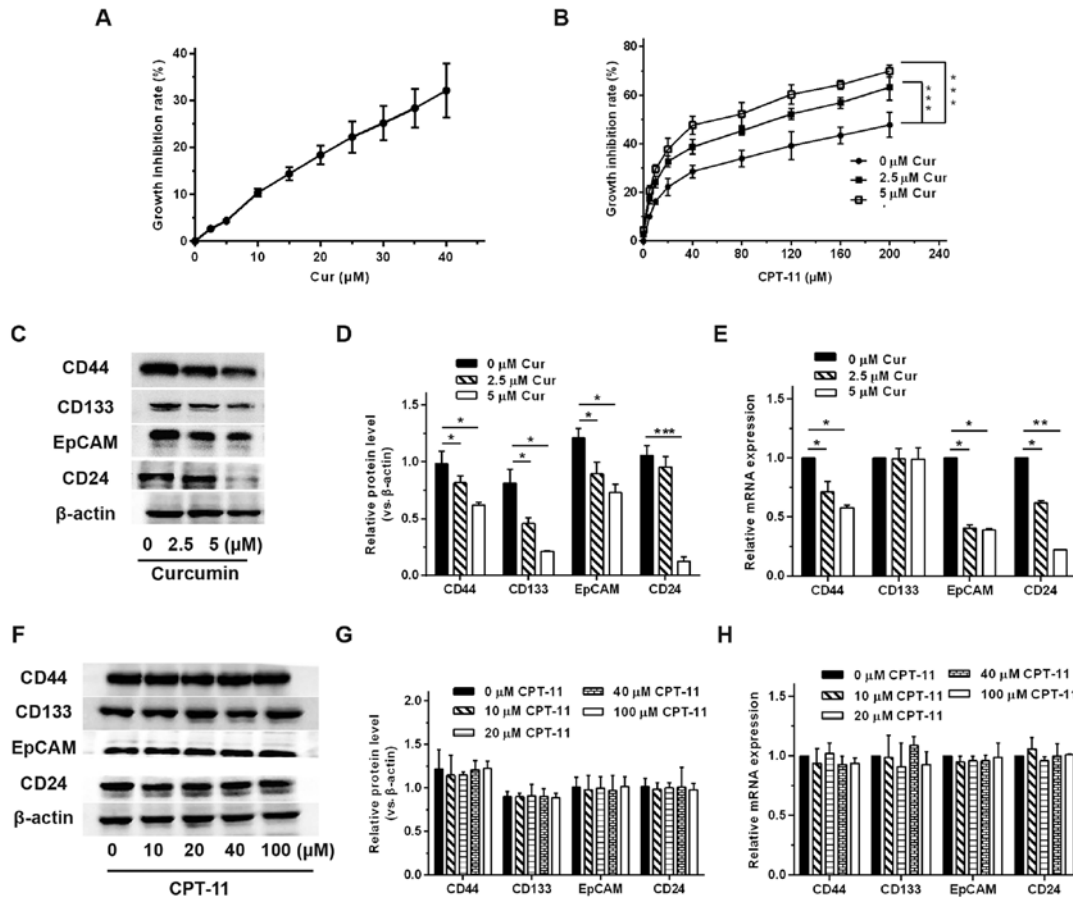 A
Growth inhibition rate (%)
40
30
20
10
0
0 10 20 30 40
Cur (μM)
B
Growth inhibition rate (%)
80
60
40
20
0
0 40 80 120 160 200 240
CPT-11 (μM)
0 μM Cur
2.5 μM Cur
5 μM Cur
***
***
C
CD44
CD133
EpCAM
CD24
β-actin
0 2.5 5 (μM)
Curcumin
D
0 μM Cur
2.5 μM Cur
5 μM Cur
Relative protein level
(vs. β-actin)
1.5
1.0
0.5
0.0
*
*
*
*
*
*
***
CD44 CD133 EpCAM CD24
E
0 μM Cur
2.5 μM Cur
5 μM Cur
Relative mRNA expression
1.5
1.0
0.5
0.0
*
*
*
*
**
*
CD44 CD133 EpCAM CD24
F
CD44
CD133
EpCAM
CD24
β-actin
0 10 20 40 100 (μM)
CPT-11
G
0 μM CPT-11
10 μM CPT-11
20 μM CPT-11
40 μM CPT-11
100 μM CPT-11
Relative protein level
(vs. β-actin)
2.0
1.5
1.0
0.5
0.0
CD44 CD133 EpCAM CD24
H
0 μM CPT-11
10 μM CPT-11
20 μM CPT-11
40 μM CPT-11
100 μM CPT-11
Relative mRNA expression
1.5
1.0
0.5
0.0
CD44 CD133 EpCAM CD24